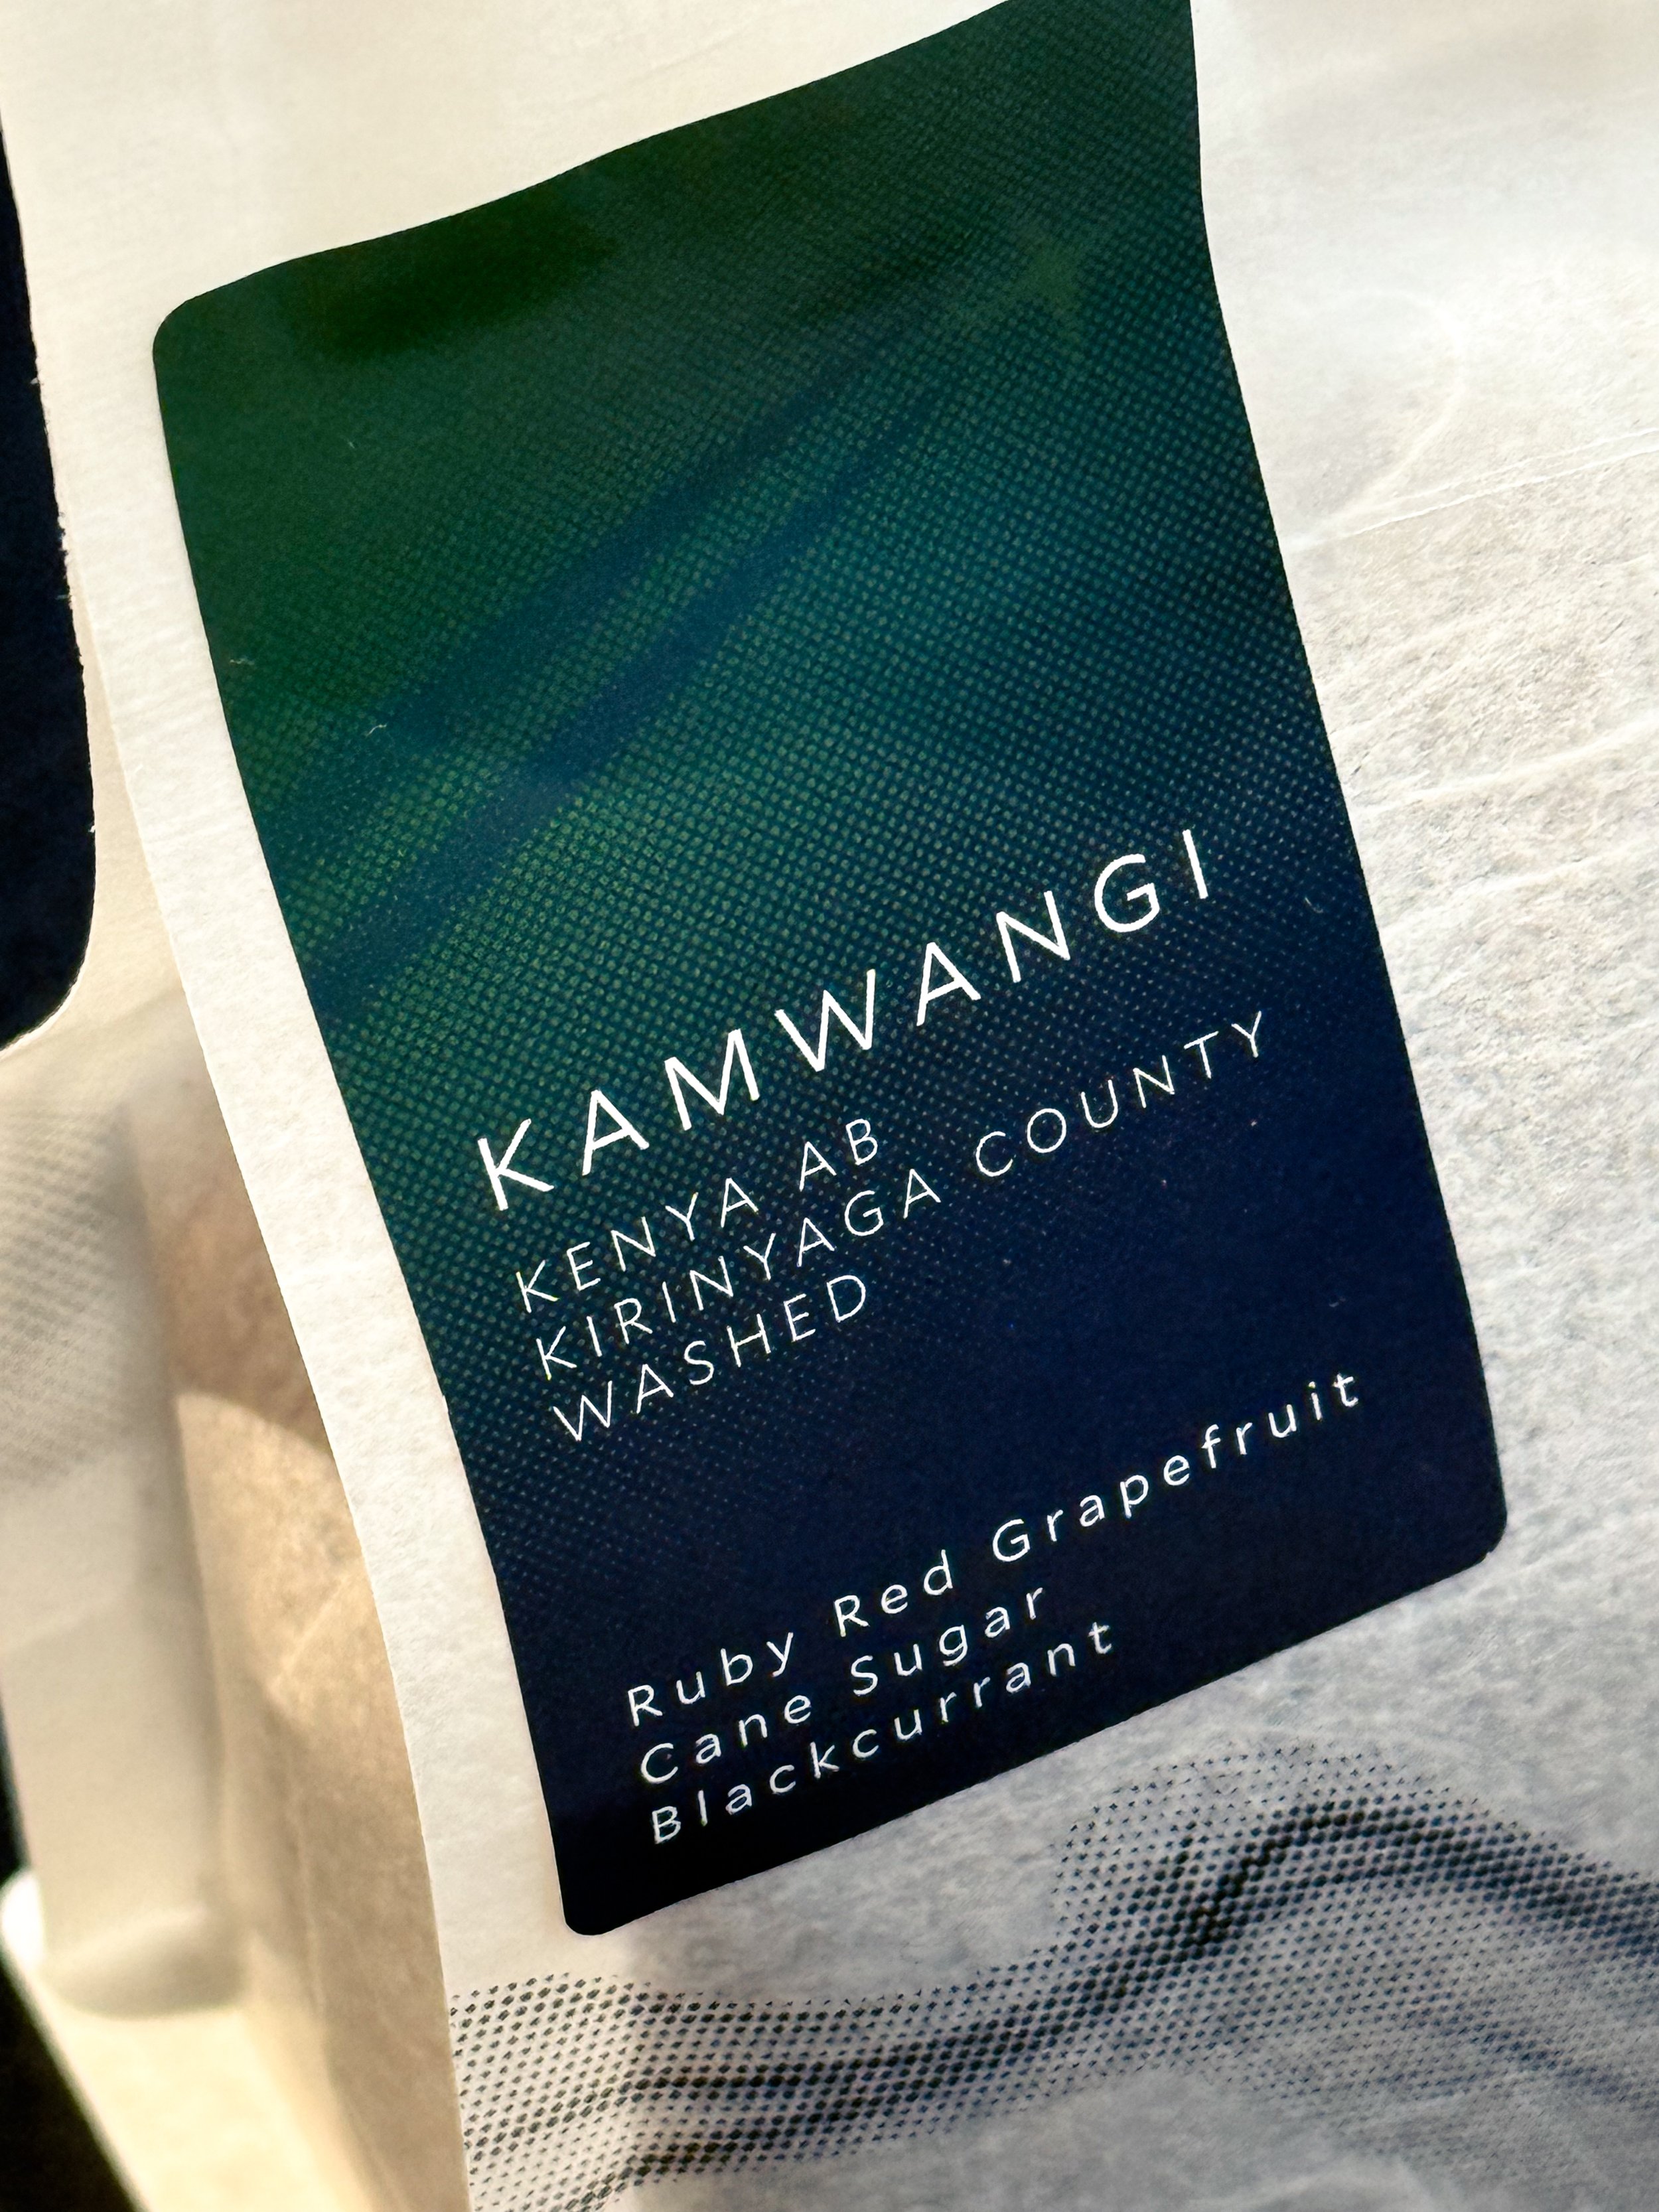 KAMWANGI
KENYA AB
KIRINYAGA COUNTY
WASHED
Ruby Red Grapefruit
Cane Sugar
Blackcurrant